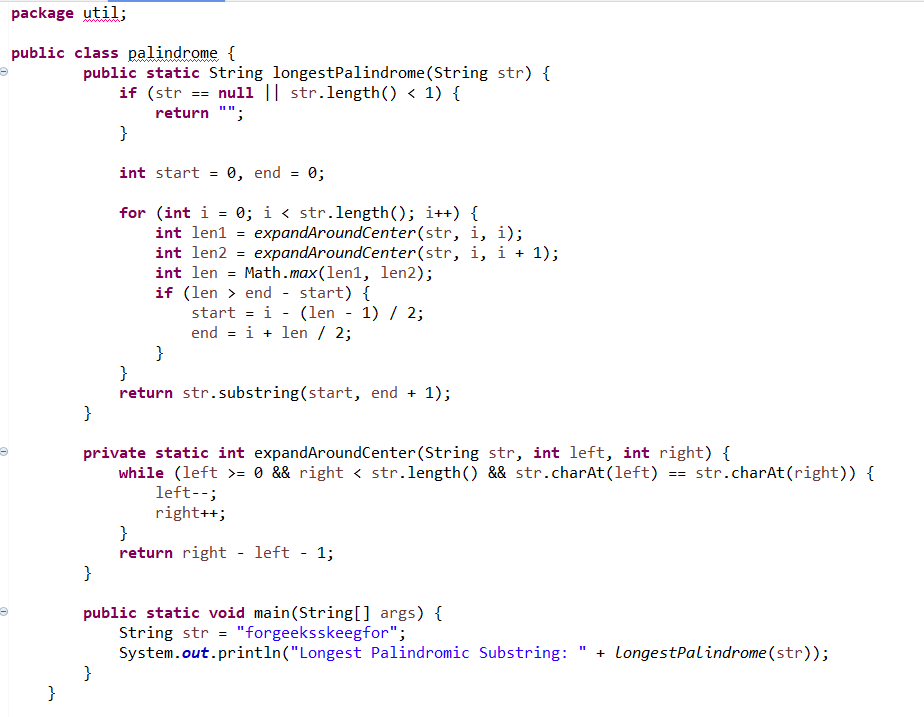 package util;
public class palindrome {
public static String longestPalindrome(String str) {
if (str == null || str.length() < 1) {
return "";
}
int start = 0, end = 0;
for (int i = 0; i < str.length(); i++) {
int len1 = expandAroundCenter(str, i, i);
int len2 = expandAroundCenter(str, i, i + 1);
int len = Math.max(len1, len2);
if (len > end - start) {
start = i - (len - 1) / 2;
end = i + len / 2;
}
}
return str.substring(start, end + 1);
}
private static int expandAroundCenter(String str, int left, int right) {
while (left >= 0 && right < str.length() && str.charAt(left) == str.charAt(right)) {
left--;
right++;
}
return right - left - 1;
}
public static void main(String[] args) {
String str = "forgeeksskeegfor";
System.out.println("Longest Palindromic Substring: " + longestPalindrome(str));
}
}